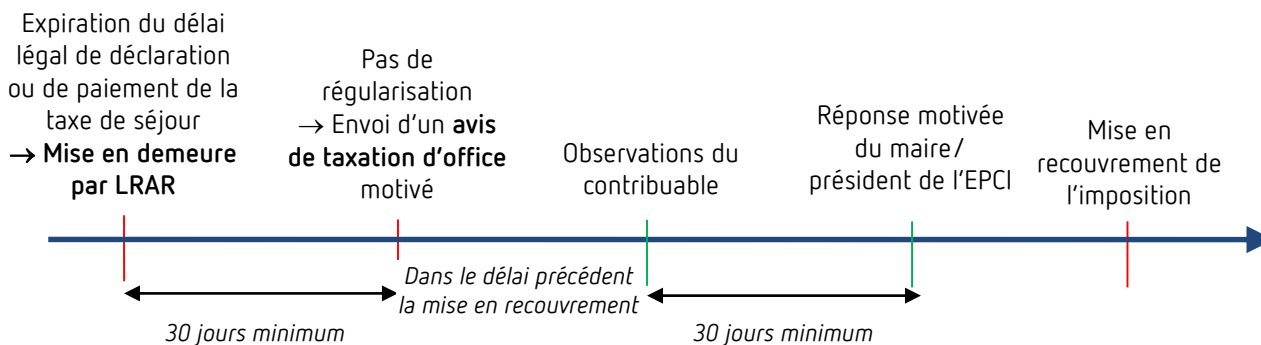 Expiration du délai
légal de déclaration
ou de paiement de la
taxe de séjour
→ Mise en demeure
par LRAR
Pas de
régularisation
→ Envoi d'un avis
de taxation d'office
motivé
Observations du
contribuable
Réponse motivée
du maire/
président de l'EPCI
Mise en
recouvrement de
l'imposition
Dans le délai précédent
la mise en recouvrement
30 jours minimum
30 jours minimum